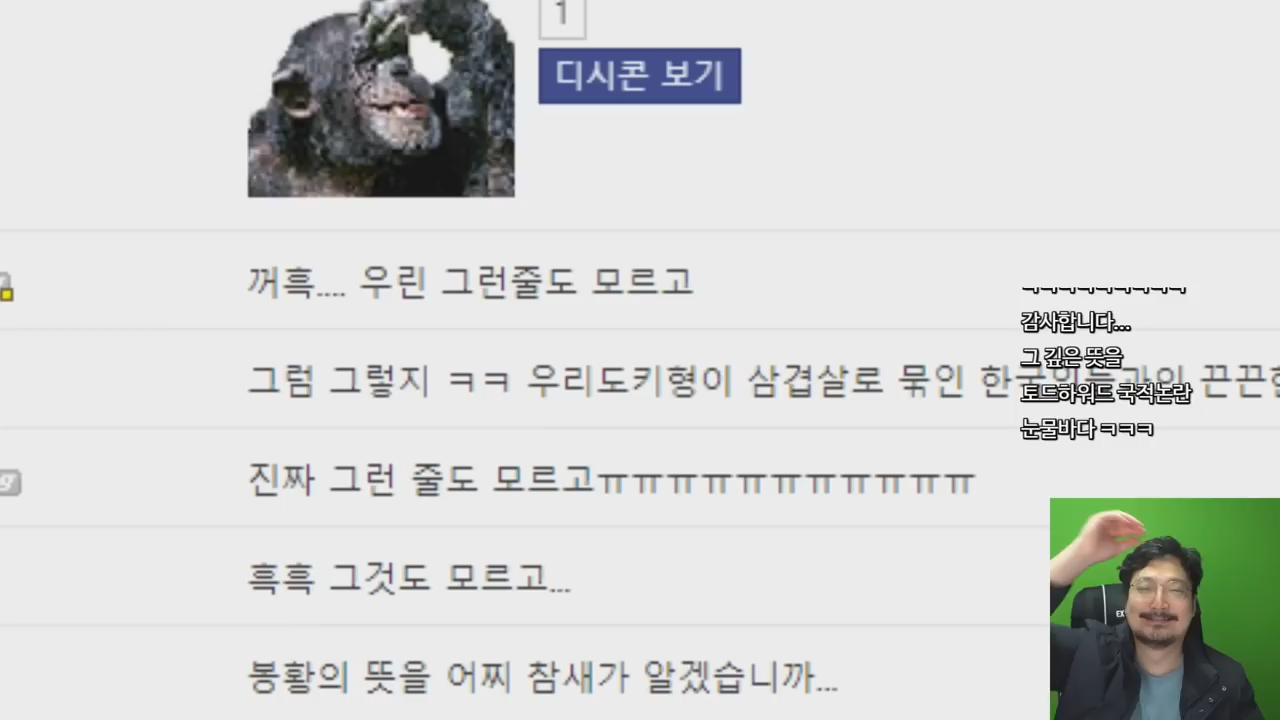 1
디시콘 보기
꺼흑.... 우린 그런줄도 모르고
그럼 그렇지 ㅋㅋ 우리도키형이 삼겹살로 묶인
진짜 그런 줄도 모르고ㅠㅠㅠㅠㅠㅠㅠㅠㅠㅠㅠ
흑흑 그것도 모르고...
봉황의 뜻을 어찌 참새가 알겠습니까...
감사합니다...
그 깊은 뜻을
토드하워드 국적논란
눈물바다 ㅋㅋㅋ